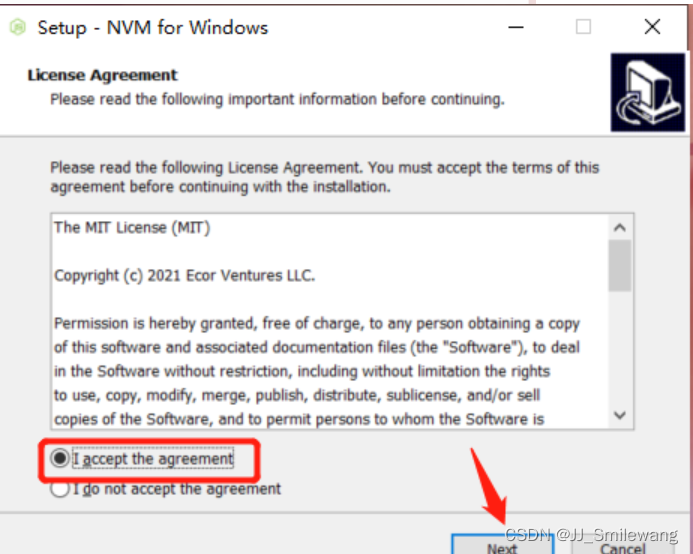 Setup - NVM for Windows
License Agreement
Please read the following important information before continuing.
Please read the following License Agreement. You must accept the terms of this
agreement before continuing with the installation.
The MIT License (MIT)
Copyright (c) 2021 Ecor Ventures LLC.
Permission is hereby granted, free of charge, to any person obtaining a copy
of this software and associated documentation files (the "Software"), to deal
in the Software without restriction, including without limitation the rights
to use, copy, modify, merge, publish, distribute, sublicense, and/or sell
copies of the Software, and to permit persons to whom the Software is
I accept the agreement
I do not accept the agreement
CSDN @JJ_Smilewang
Next Cancel